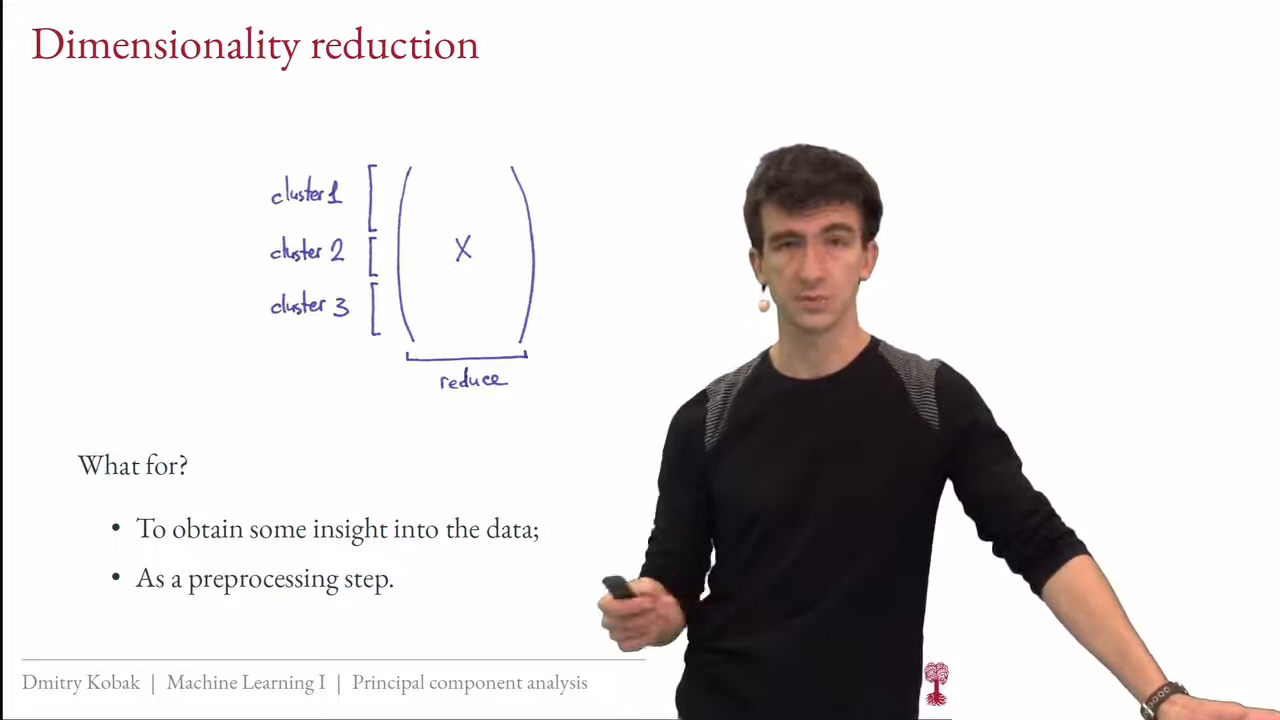 Dimensionality reduction
cluster 1
cluster 2
cluster 3
X
reduce
What for?
• To obtain some insight into the data;
• As a preprocessing step.
Dmitry Kobak | Machine Learning I | Principal component analysis